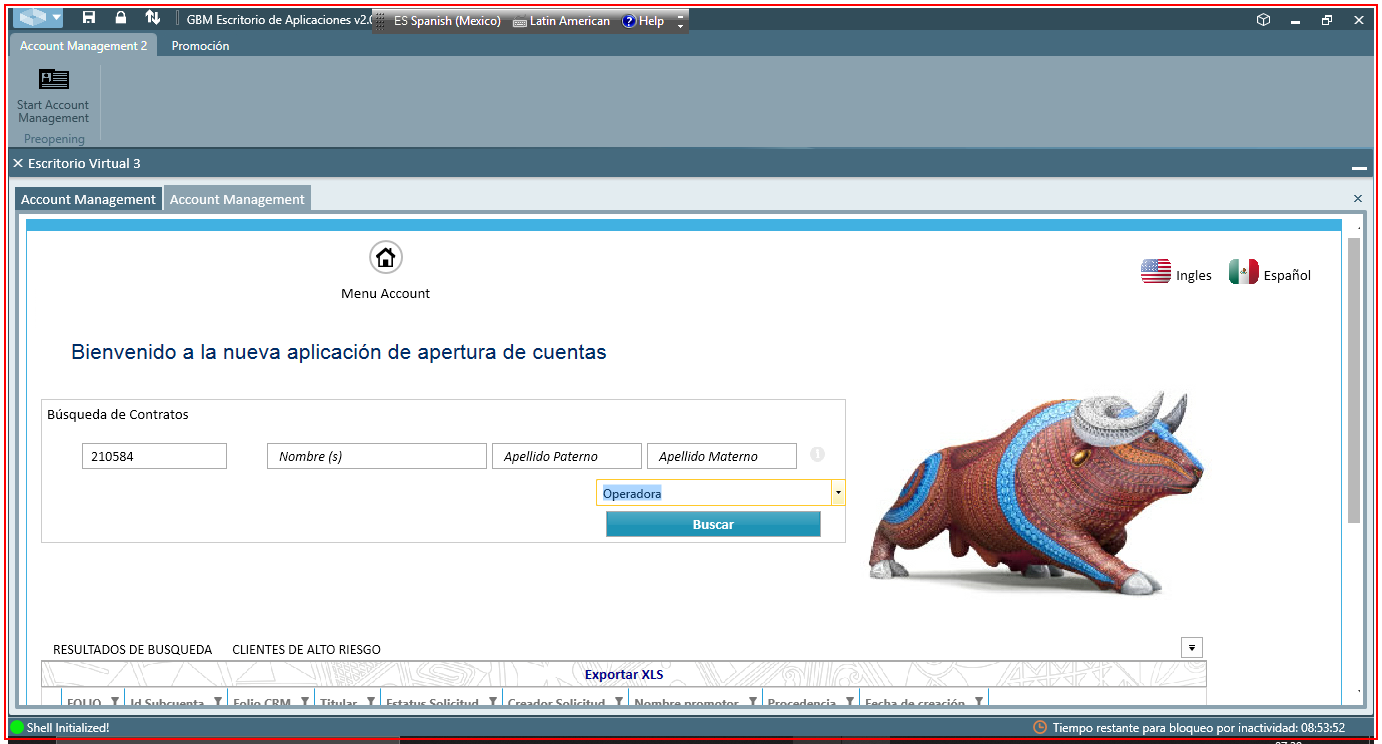 GBM Escritorio de Aplicaciones v2.0
ES Spanish (Mexico) Latin American Help
Account Management 2 Promoción
Start Account
Management
Preopening
Escritorio Virtual 3
Account Management Account Management
Menu Account
Ingles Español
Bienvenido a la nueva aplicación de apertura de cuentas
Búsqueda de Contratos
210584 Nombre (s) Apellido Paterno Apellido Materno
Operadora
Buscar
RESULTADOS DE BUSQUEDA CLIENTES DE ALTO RIESGO
Exportar XLS
FOLIO Id Subcuenta Folio CRM Titular Estatus Solicitud Creador Solicitud Nombre promotor Procedencia Fecha de creación
Shell Initialized! Tiempo restante para bloqueo por inactividad: 08:53:52